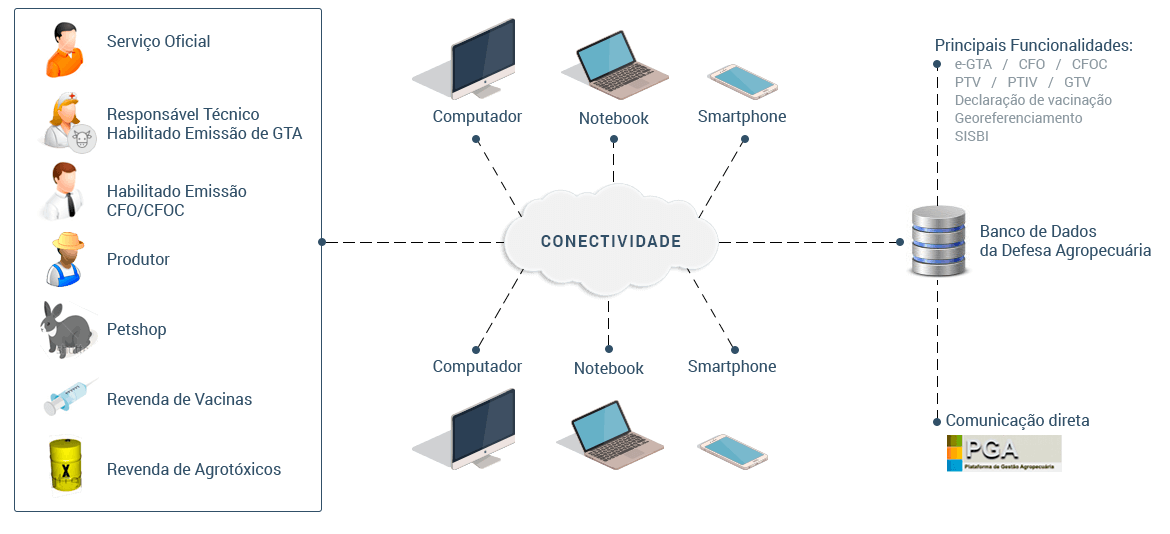 Serviço Oficial
Responsável Técnico
Habilitado Emissão de GTA
Habilitado Emissão
CFO/CFOC
Produtor
Petshop
Revenda de Vacinas
Revenda de Agrotóxicos
Computador
Notebook
Smartphone
CONECTIVIDADE
Computador
Notebook
Smartphone
Principais Funcionalidades:
e-GTA / CFO / CFOC
PTV / PTIV / GTV
Declaração de vacinação
Georeferenciamento
SISBI
Banco de Dados
da Defesa Agropecuária
Comunicação direta
PGA
Plataforma de Gestão Agropecuária